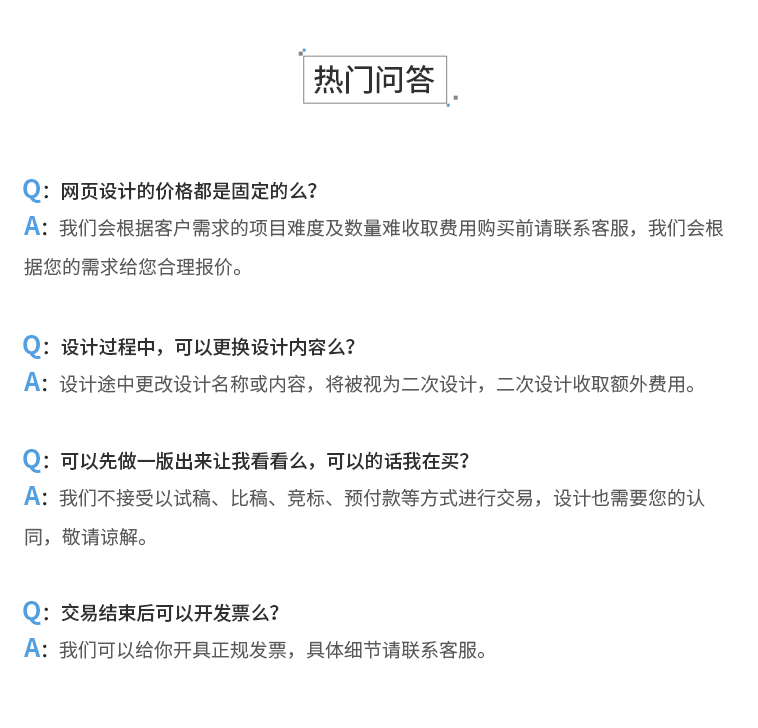 热门问答
Q：网页设计的价格都是固定的么？
A：我们会根据客户需求的项目难度及数量难收取费用购买前请联系客服，我们会根
据您的需求给您合理报价。
Q：设计过程中，可以更换设计内容么？
A：设计途中更改设计名称或内容，将被视为二次设计，二次设计收取额外费用。
Q：可以先做一版出来让我看看么，可以的话我在买？
A：我们不接受以试稿、比稿、竞标、预付款等方式进行交易，设计也需要您的认
同，敬请谅解。
Q：交易结束后可以开发票么？
A：我们可以给你开具正规发票，具体细节请联系客服。